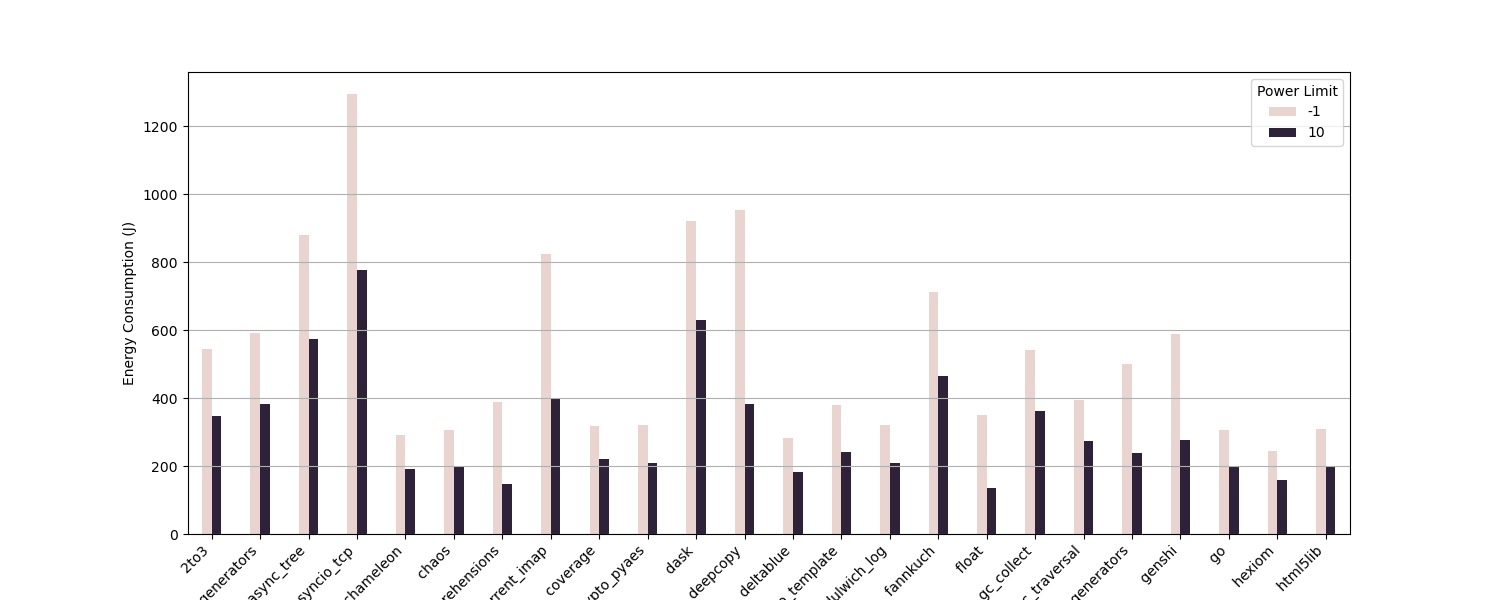 Power Limit
-1
10
Energy Consumption (J)
1200
1000
800
600
400
200
0
2to3
generators
async_tree
syncio_tcp
chameleon
chaos
rehensions
rrent_imap
coverage
ypto_pyaes
dask
deepcopy
deltablue
o_template
dulwich_log
fannkuch
float
gc_collect
c_traversal
generators
genshi
go
hexiom
html5lib